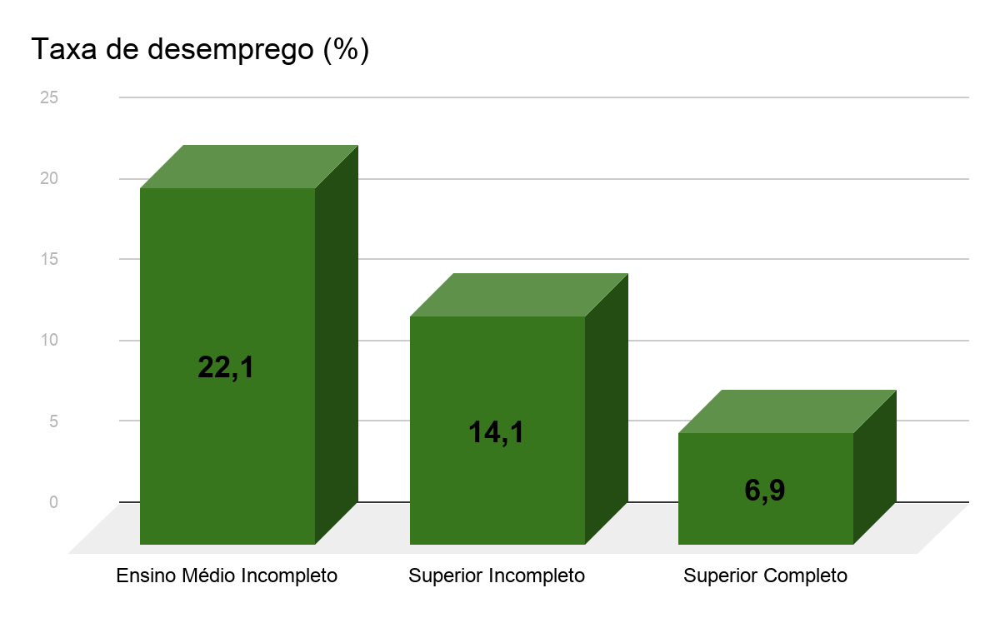 Taxa de desemprego (%)
25
20
15
10
5
0
22,1
14,1
6,9
Ensino Médio Incompleto
Superior Incompleto
Superior Completo